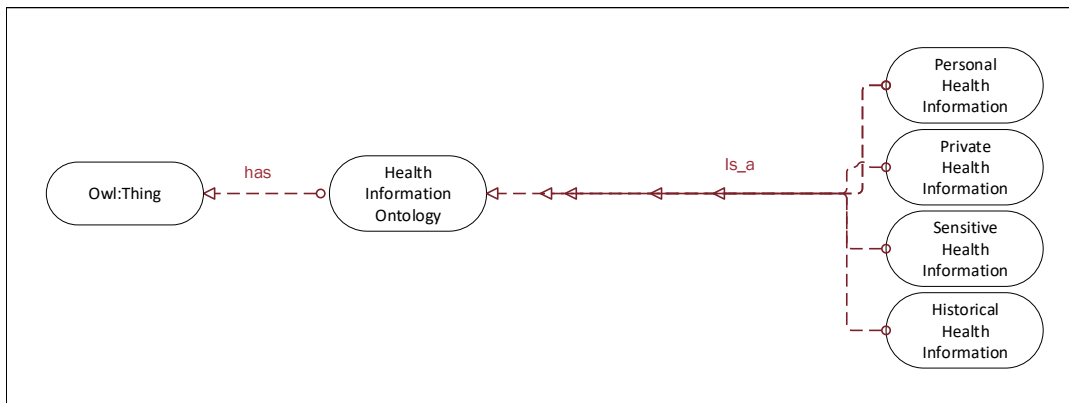 Owl:Thing
has
Health
Information
Ontology
Is_a
Personal
Health
Information
Private
Health
Information
Sensitive
Health
Information
Historical
Health
Information